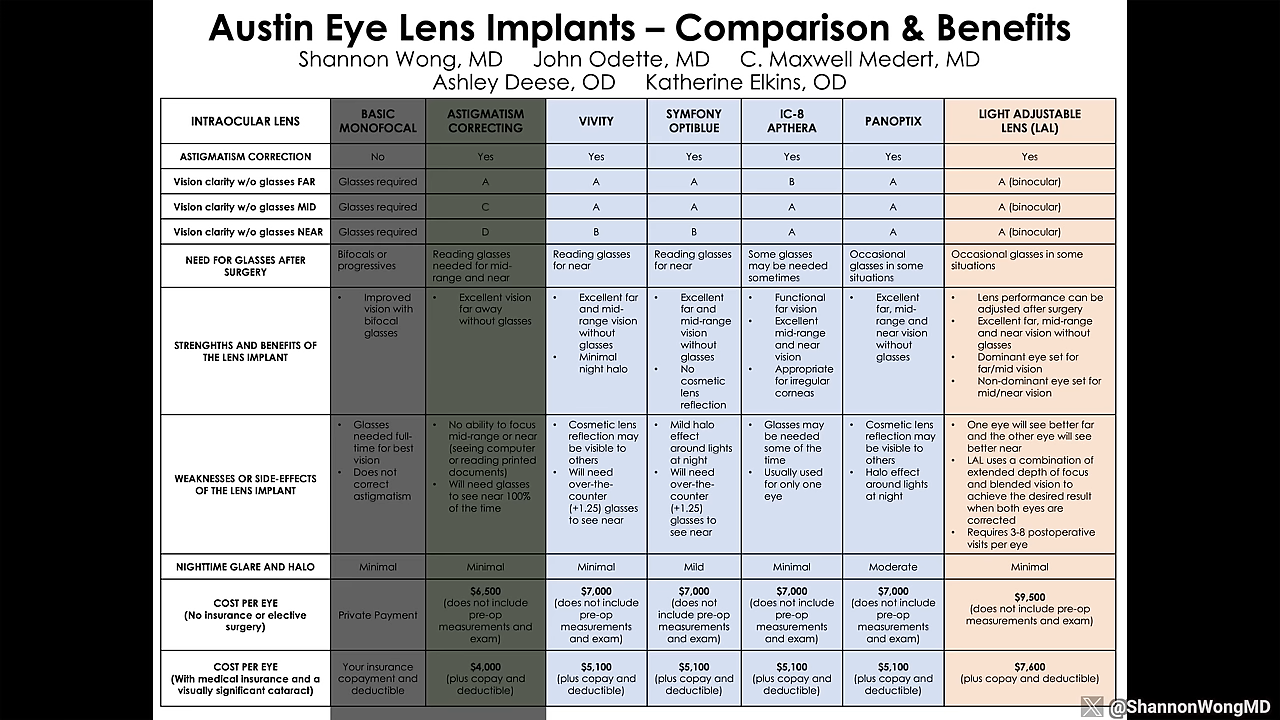 Austin Eye Lens Implants – Comparison & Benefits
Shannon Wong, MD John Odette, MD C. Maxwell Medert, MD
Ashley Deese, OD Katherine Elkins, OD
INTRAOCULAR LENS
BASIC
MONOFOCAL
ASTIGMATISM
CORRECTING
VIVITY
SYMFONY
OPTIBLUE
IC-8
APTHERA
PANOPTIX
LIGHT ADJUSTABLE
LENS (LAL)
ASTIGMATISM CORRECTION
No
Yes
Yes
Yes
Yes
Yes
Yes
Vision clarity w/o glasses FAR
Glasses required
A
A
A
B
A
A (binocular)
Vision clarity w/o glasses MID
Glasses required
C
A
A
A
A
A (binocular)
Vision clarity w/o glasses NEAR
Glasses required
D
B
B
A
A
A (binocular)
NEED FOR GLASSES AFTER
SURGERY
Bifocals or
progressives
Reading glasses
needed for mid-
range and near
Reading glasses
for near
Reading glasses
for near
Some glasses
may be needed
sometimes
Occasional
glasses in some
situations
Occasional glasses in some
situations
STRENGHTHS AND BENEFITS OF
THE LENS IMPLANT
• Improved
vision with
bifocal
glasses
• Excellent vision
far away
without glasses
• Excellent far
and mid-
range vision
without
glasses
• Minimal
night halo
• Excellent
far and
mid-range
vision
without
glasses
• No
cosmetic
lens
reflection
• Functional
far vision
• Excellent
mid-range
and near
vision
• Appropriate
for irregular
corneas
• Excellent
far, mid-
range and
near vision
without
glasses
• Lens performance can be
adjusted after surgery
• Excellent far, mid-range
and near vision without
glasses
• Dominant eye set for
far/mid vision
• Non-dominant eye set for
mid/near vision
WEAKNESSES OR SIDE-EFFECTS
OF THE LENS IMPLANT
• Glasses
needed full-
time for best
vision
• Does not
correct
astigmatism
• No ability to focus
mid-range or near
(seeing computer
or reading printed
documents)
• Will need glasses
to see near 100%
of the time
• Cosmetic lens
reflection may
be visible to
others
• Will need
over-the-
counter
(+1.25) glasses
to see near
• Mild halo
effect
around lights
at night
• Will need
over-the-
counter
(+1.25)
glasses to
see near
• Glasses may
be needed
some of the
time
• Usually used
for only one
eye
• Cosmetic lens
reflection may
be visible to
others
• Halo effect
around lights
at night
• One eye will see better far
and the other eye will see
better near
• LAL uses a combination of
extended depth of focus
and blended vision to
achieve the desired result
when both eyes are
corrected
• Requires 3-8 postoperative
visits per eye
NIGHTTIME GLARE AND HALO
Minimal
Minimal
Minimal
Mild
Minimal
Moderate
Minimal
COST PER EYE
(No insurance or elective
surgery)
Private Payment
$6,500
(does not include
pre-op
measurements and
exam)
$7,000
(does not include
pre-op
measurements
and exam)
$7,000
(does not
include pre-op
measurements
and exam)
$7,000
(does not include
pre-op
measurements
and exam)
$7,000
(does not include
pre-op
measurements
and exam)
$9,500
(does not include pre-op
measurements and exam)
COST PER EYE
(With medical insurance and a
visually significant cataract)
Your insurance
copayment and
deductible
$4,000
(plus copay and
deductible)
$5,100
(plus copay and
deductible)
$5,100
(plus copay and
deductible)
$5,100
(plus copay and
deductible)
$5,100
(plus copay and
deductible)
$7,600
(plus copay and deductible)
@ShannonWongMD